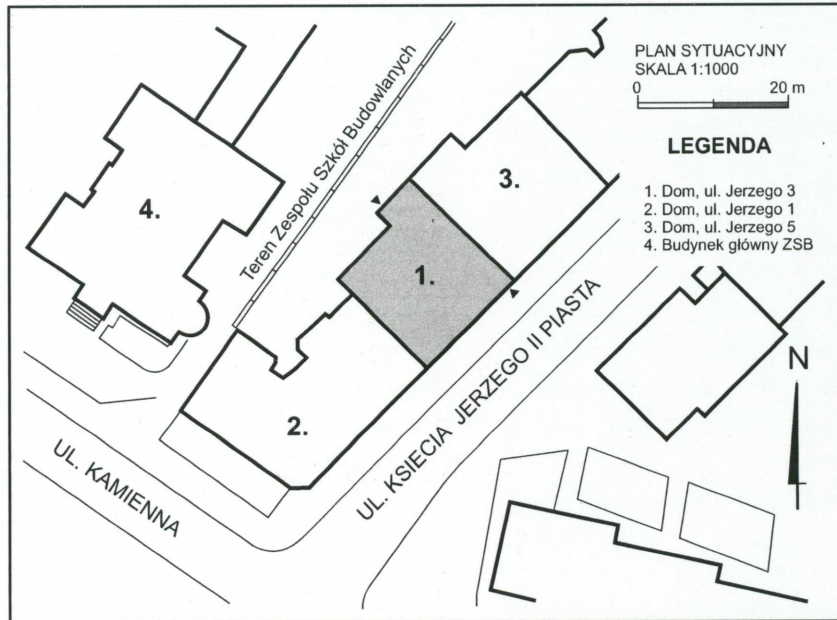 PLAN SYTUACYJNY
SKALA 1:1000
0 20 m
LEGENDA
1. Dom, ul. Jerzego 3
2. Dom, ul. Jerzego 1
3. Dom, ul. Jerzego 5
4. Budynek główny ZSB
Teren Zespołu Szkół Budowlanych
4.
3.
1.
2.
N
UL. KSIECIA JERZEGO II PIASTA
UL. KAMIENNA